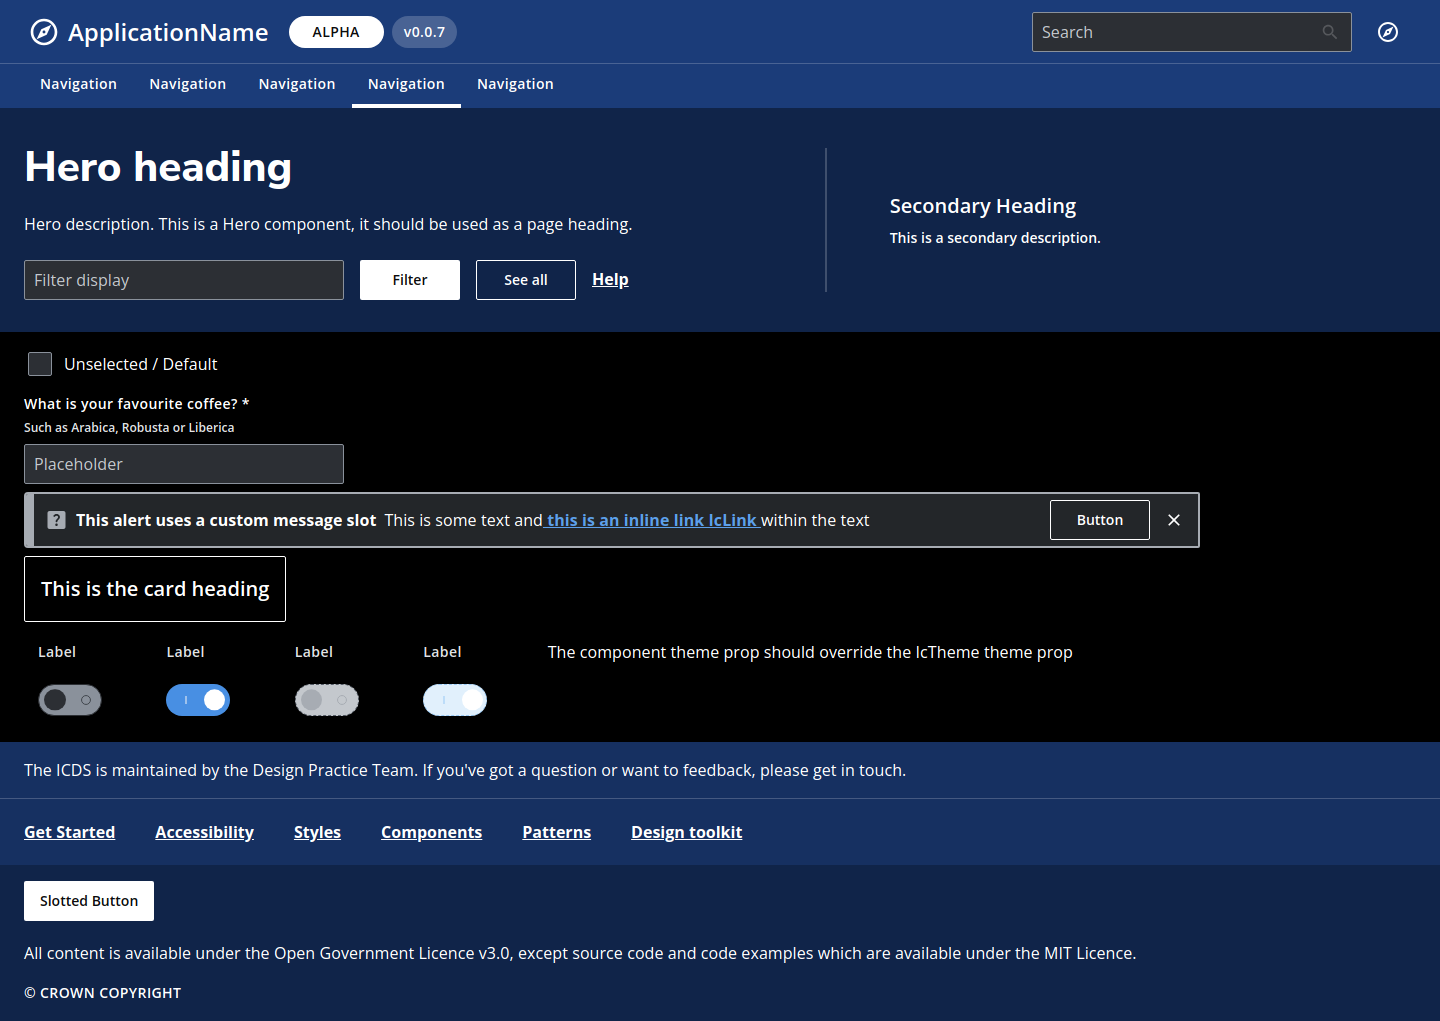 ApplicationName ALPHA v0.0.7 Search
Navigation Navigation Navigation Navigation Navigation
Hero heading
Hero description. This is a Hero component, it should be used as a page heading.
Filter display Filter See all Help
Secondary Heading
This is a secondary description.
Unselected / Default
What is your favourite coffee? *
Such as Arabica, Robusta or Liberica
Placeholder
This alert uses a custom message slot This is some text and this is an inline link IcLink within the text Button
This is the card heading
Label Label Label Label The component theme prop should override the IcTheme theme prop
The ICDS is maintained by the Design Practice Team. If you've got a question or want to feedback, please get in touch.
Get Started Accessibility Styles Components Patterns Design toolkit
Slotted Button
All content is available under the Open Government Licence v3.0, except source code and code examples which are available under the MIT Licence.
© CROWN COPYRIGHT